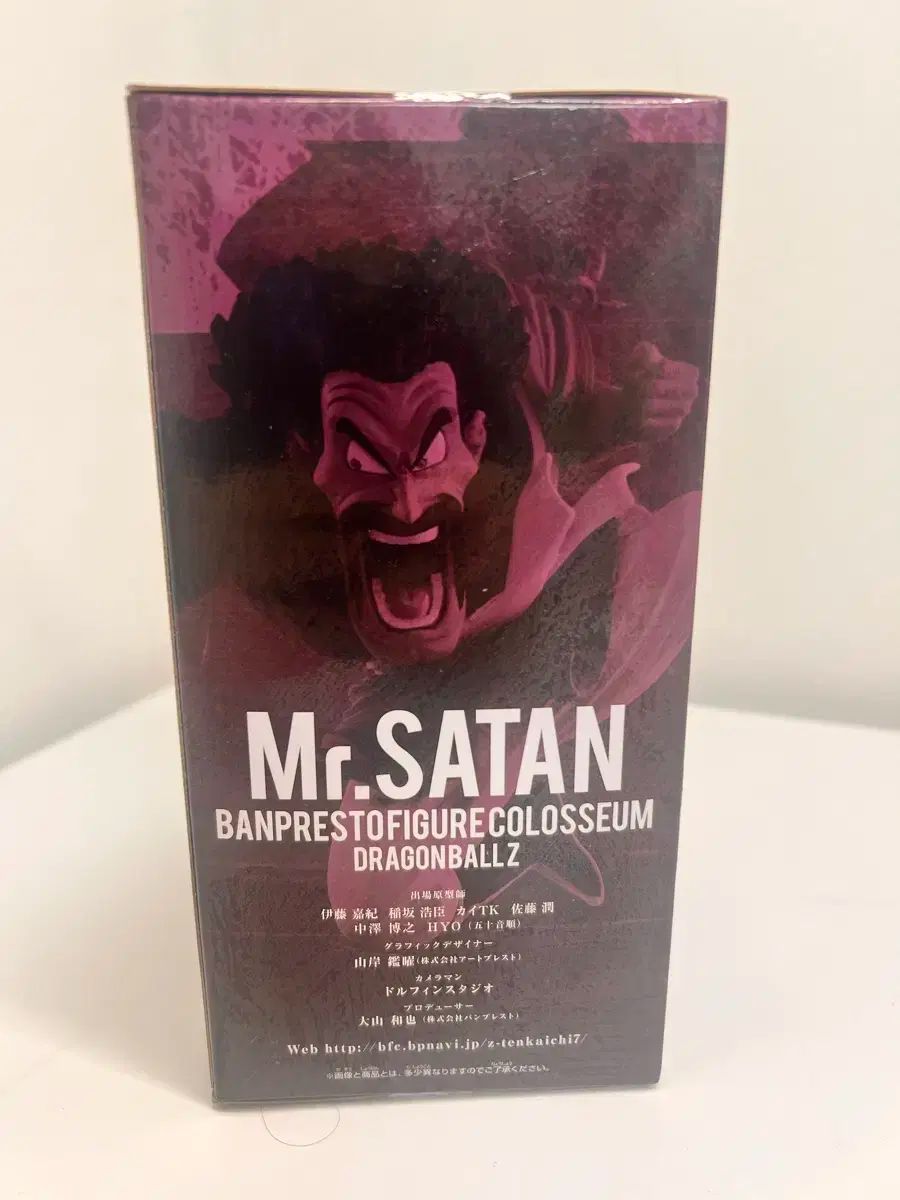 Mr.SATAN
BANPRESTO FIGURE COLOSSEUM
DRAGONBALL Z
出場原型師
伊藤 嘉紀 稲坂 浩臣 カイTK 佐藤 潤
中澤 博之 HYO(五十音順)
グラフィックデザイナー
山岸 鑑曜(株式会社アートプレスト)
カメラマン
ドルフィンスタジオ
プロデューサー
大山 和也(株式会社バンプレスト)
Web http://bfc.bpnavi.jp/z-tenkaichi7/
※画像と商品とは、多少異なりますのでご了承ください。